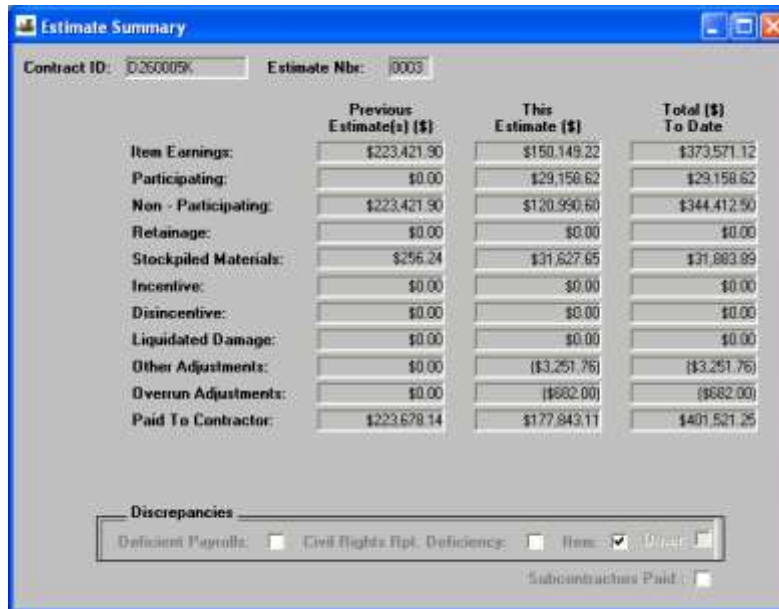 Estimate Summary
Contract ID: D260005K Estimate Nbr: 0003
Previous This Total ($)
Estimate(s) ($) Estimate ($) To Date
Item Earnings: $223,421.90 $150,149.22 $373,571.12
Participating: $0.00 $29,158.62 $29,158.62
Non - Participating: $223,421.90 $120,990.60 $344,412.50
Retainage: $0.00 $0.00 $0.00
Stockpiled Materials: $256.24 $31,627.65 $31,883.89
Incentive: $0.00 $0.00 $0.00
Disincentive: $0.00 $0.00 $0.00
Liquidated Damage: $0.00 $0.00 $0.00
Other Adjustments: $0.00 ($3,251.76) ($3,251.76)
Overrun Adjustments: $0.00 ($682.00) ($682.00)
Paid To Contractor: $223,678.14 $177,843.11 $401,521.25
Discrepancies
Deficient Payrolls: Civil Rights Rpt. Deficiency: Item: Other:
Subcontractors Paid :